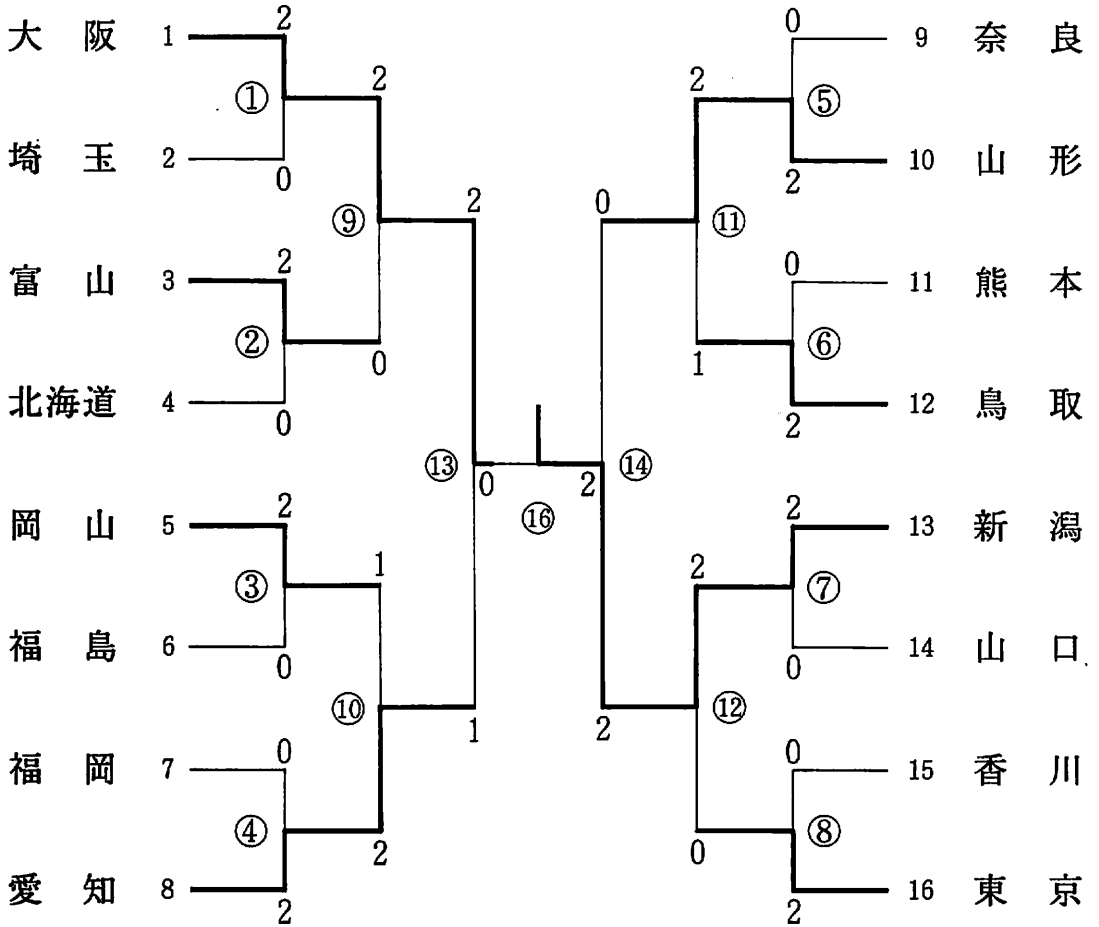 大阪 1 2
① 2
埼玉 2 0
⑨ 2
富山 3 2
② 0
北海道 4 0
⑬ 0
岡山 5 2
③ 1
福島 6 0
⑩ 1
福岡 7 0
④ 2
愛知 8 2
⑯
0 9 奈良
2 ⑤
2 10 山形
0 ⑪
0 11 熊本
1 ⑥
2 12 鳥取
2 ⑭
2 13 新潟
2 ⑦
0 14 山口
2 ⑫
0 15 香川
0 ⑧
2 16 東京